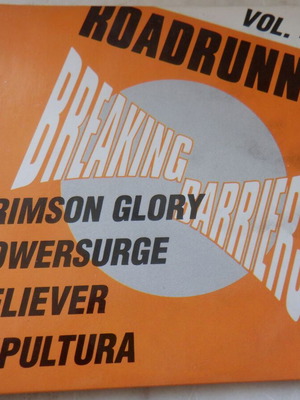 VOL.
ROADRUNN
BREAKING
BARRIERS
RIMSON GLORY
OWERSURGE
ELIEVER
PULTURA